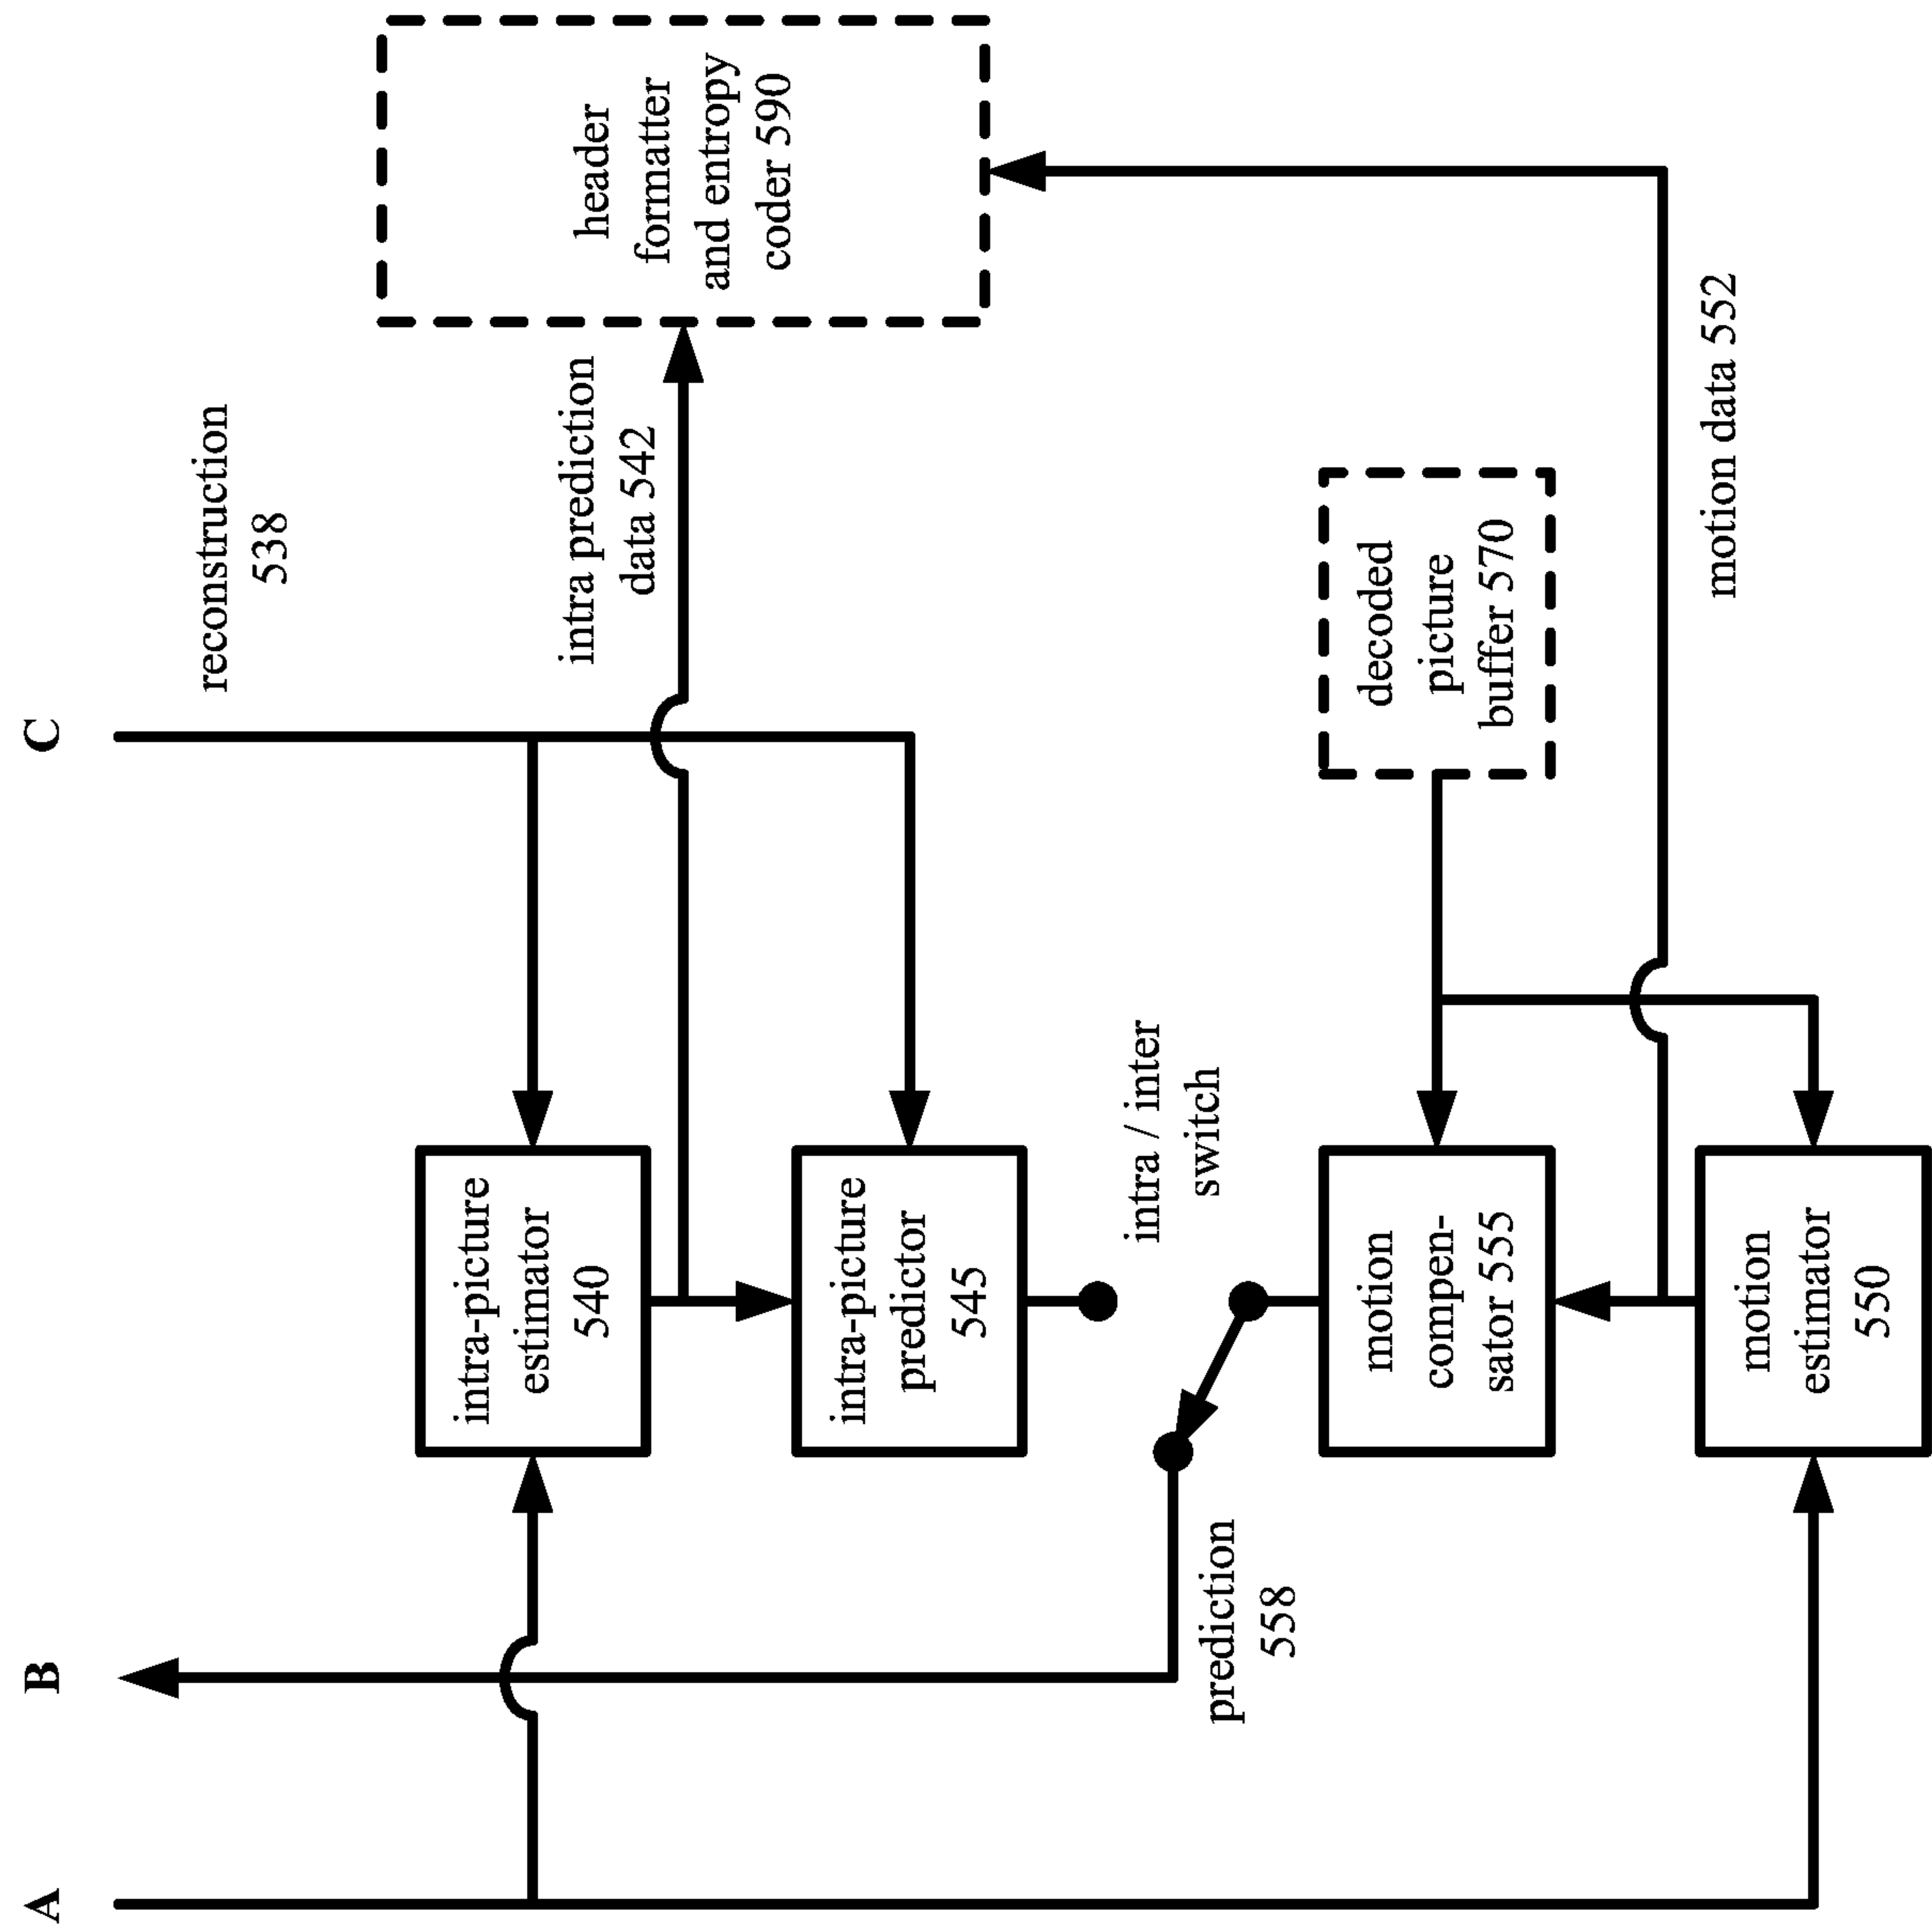 A
B
C
reconstruction
538
intra-picture
estimator
540
intra prediction
data 542
header
formatter
and entropy
coder 590
intra-picture
predictor
545
intra / inter
switch
prediction
558
motion
compen-
sator 555
decoded
picture
buffer 570
motion
estimator
550
motion data 552